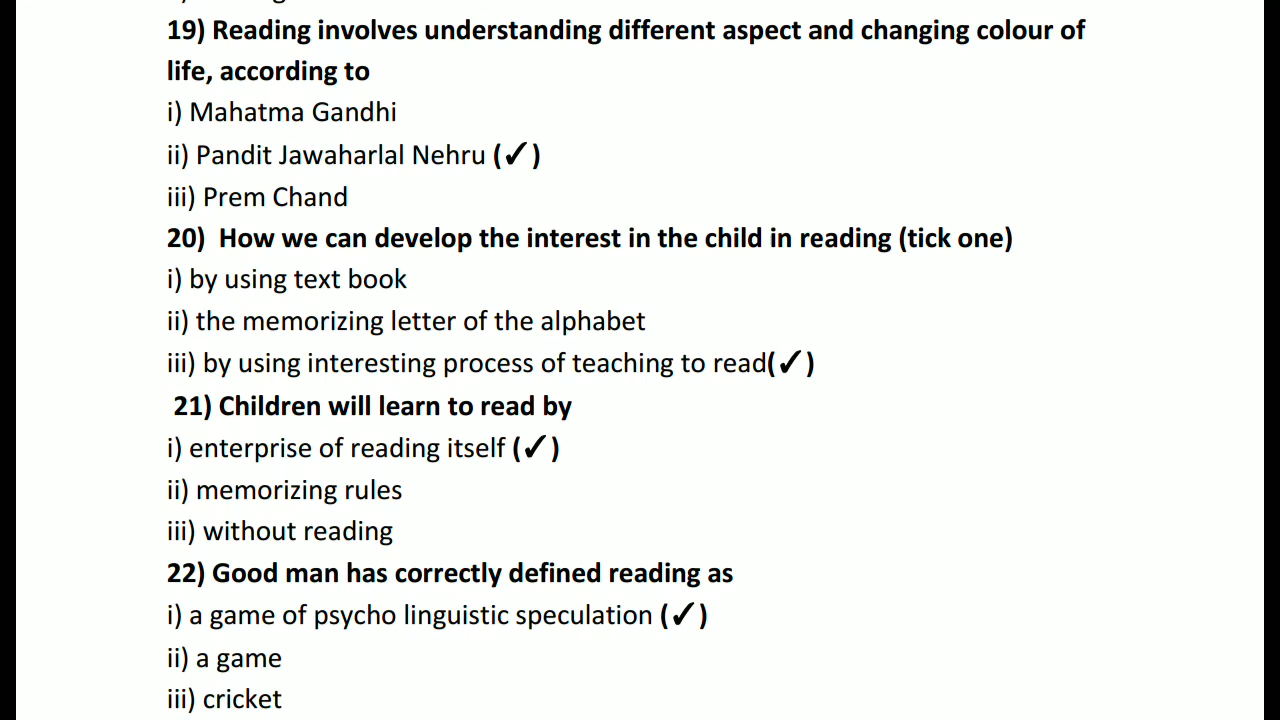 19) Reading involves understanding different aspect and changing colour of
life, according to
i) Mahatma Gandhi
ii) Pandit Jawaharlal Nehru (✓)
iii) Prem Chand
20)  How we can develop the interest in the child in reading (tick one)
i) by using text book
ii) the memorizing letter of the alphabet
iii) by using interesting process of teaching to read(✓)
21) Children will learn to read by
i) enterprise of reading itself (✓)
ii) memorizing rules
iii) without reading
22) Good man has correctly defined reading as
i) a game of psycho linguistic speculation (✓)
ii) a game
iii) cricket